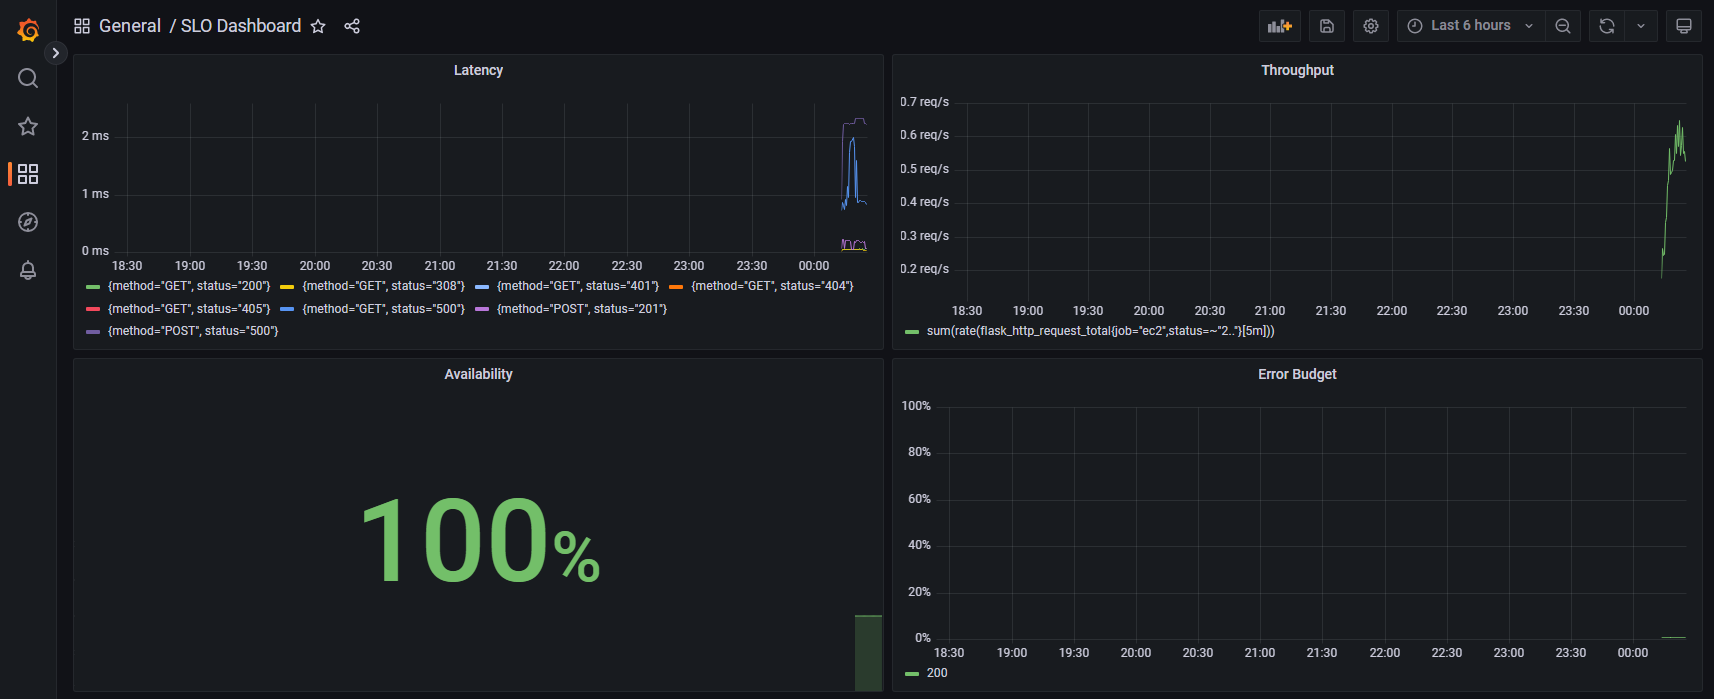 General / SLO Dashboard
Last 6 hours
Latency
2 ms
1 ms
0 ms
18:30 19:00 19:30 20:00 20:30 21:00 21:30 22:00 22:30 23:00 23:30 00:00
{method="GET", status="200"} {method="GET", status="308"} {method="GET", status="401"} {method="GET", status="404"}
{method="GET", status="405"} {method="GET", status="500"} {method="POST", status="201"}
{method="POST", status="500"}
Throughput
0.7 req/s
0.6 req/s
0.5 req/s
0.4 req/s
0.3 req/s
0.2 req/s
18:30 19:00 19:30 20:00 20:30 21:00 21:30 22:00 22:30 23:00 23:30 00:00
sum(rate(flask_http_request_total{job="ec2",status=~"2.."}[5m]))
Availability
100%
Error Budget
100%
80%
60%
40%
20%
0%
18:30 19:00 19:30 20:00 20:30 21:00 21:30 22:00 22:30 23:00 23:30 00:00
200